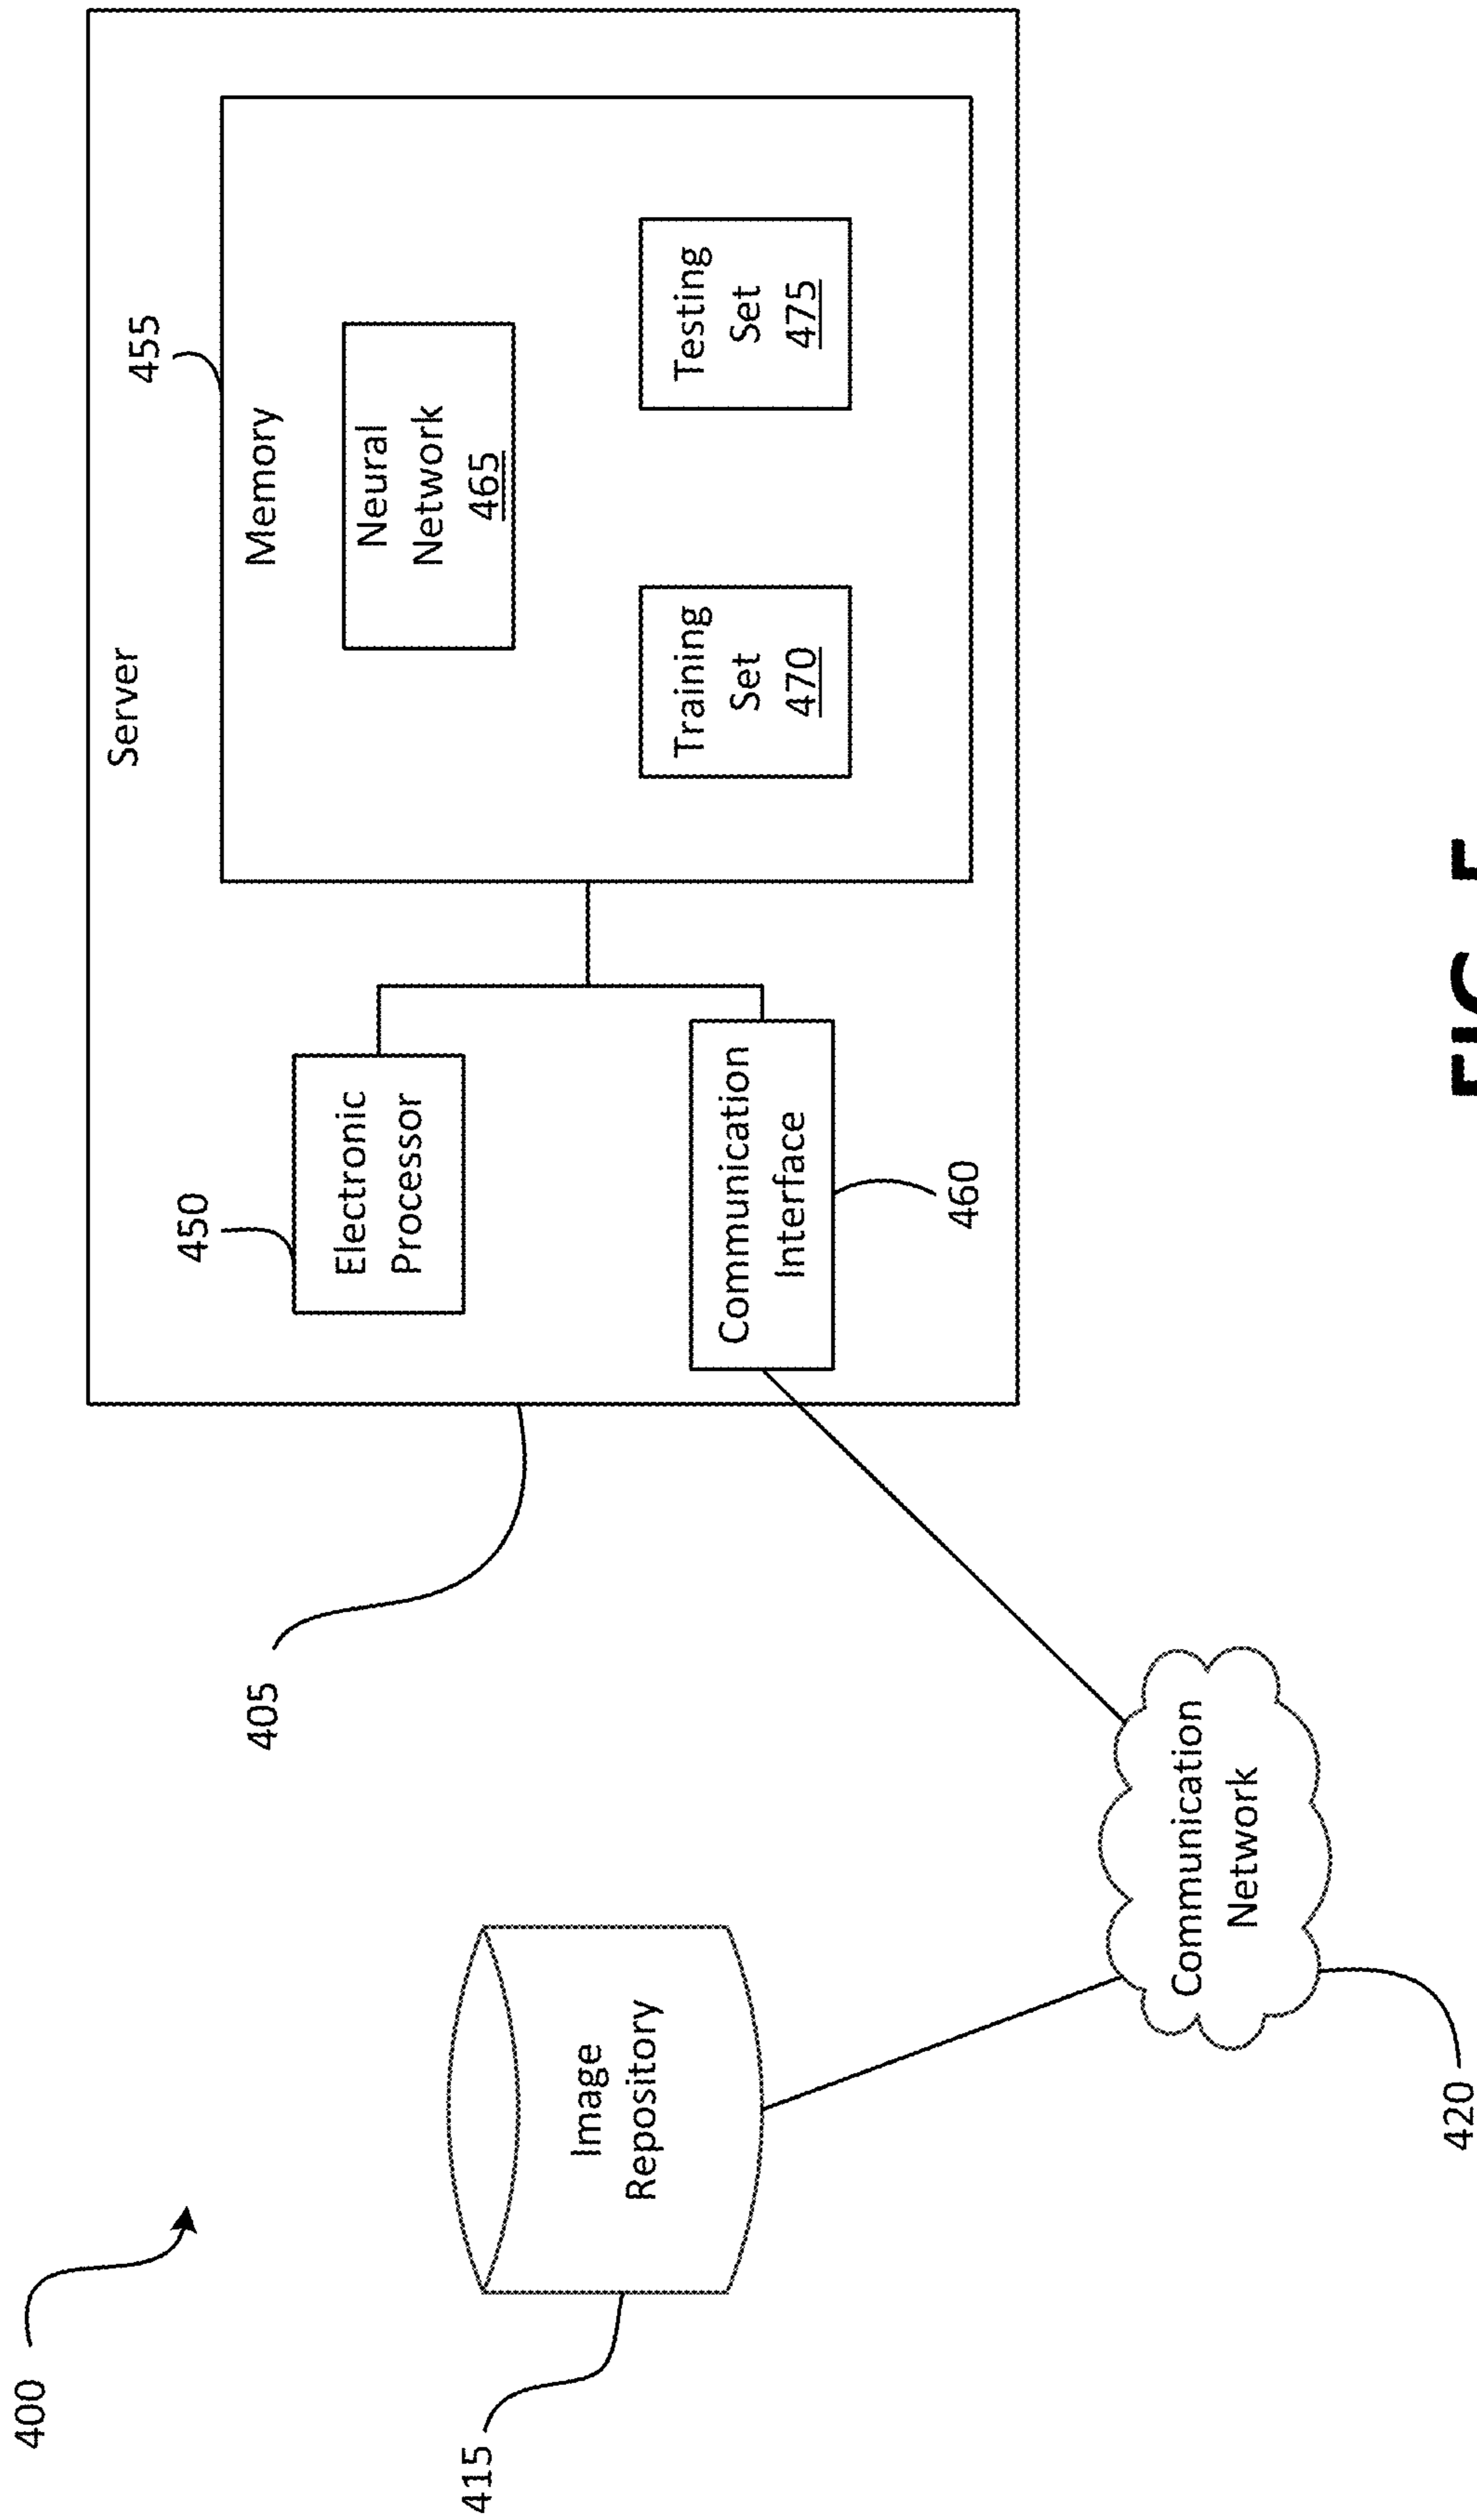 400
405
Server
455
Memory
450
Electronic
Processor
Neural
Network
465
415
Image
Repository
Communication
Interface
460
Training
Set
470
Testing
Set
475
Communication
Network
420